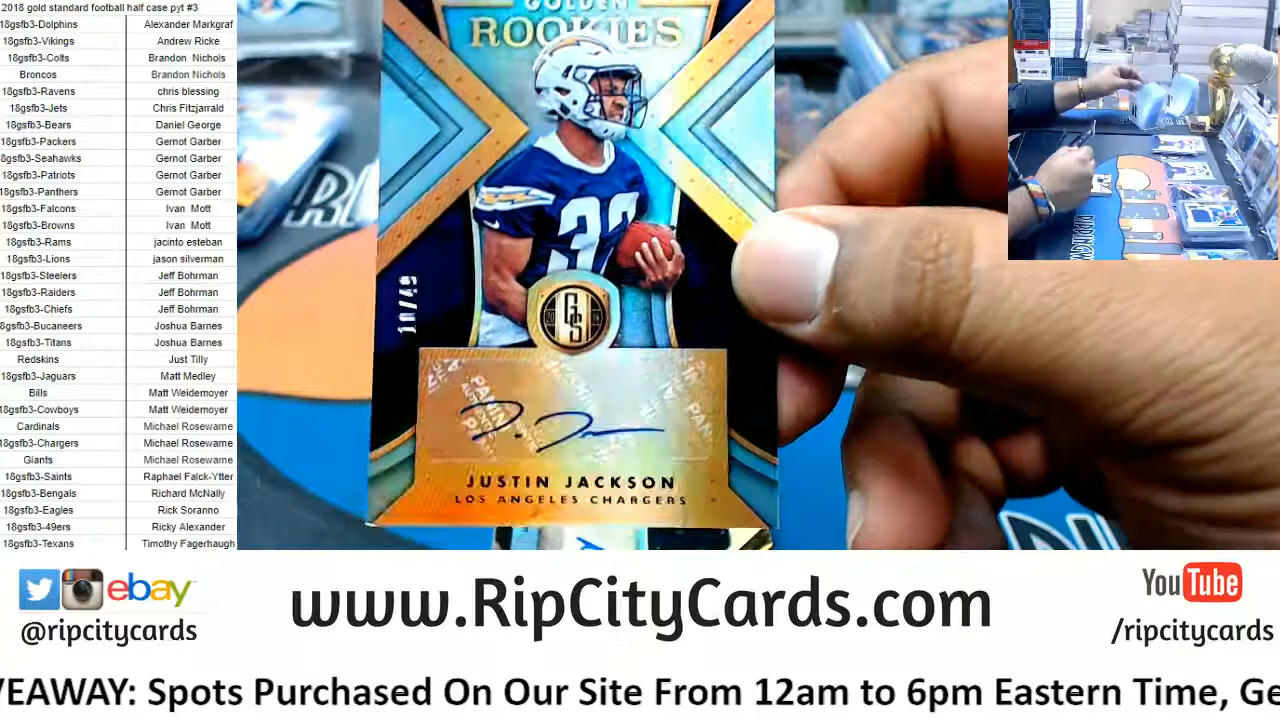 2018 gold standard football half case pyt #3
18gsfb3-Dolphins Alexander Markgraf
18gsfb3-Vikings Andrew Ricke
18gsfb3-Colts Brandon Nichols
Broncos Brandon Nichols
18gsfb3-Ravens chris blessing
18gsfb3-Jets Chris Fitzjarrald
18gsfb3-Bears Daniel George
18gsfb3-Packers Gernot Garber
8gsfb3-Seahawks Gernot Garber
18gsfb3-Patriots Gernot Garber
18gsfb3-Panthers Gernot Garber
18gsfb3-Falcons Ivan Mott
18gsfb3-Browns Ivan Mott
18gsfb3-Rams jacinto esteban
18gsfb3-Lions jason silverman
18gsfb3-Steelers Jeff Bohrman
18gsfb3-Raiders Jeff Bohrman
18gsfb3-Chiefs Jeff Bohrman
8gsfb3-Bucaneers Joshua Barnes
18gsfb3-Titans Joshua Barnes
Redskins Just Tilly
18gsfb3-Jaguars Matt Medley
Bills Matt Weidemoyer
8gsfb3-Cowboys Matt Weidemoyer
Cardinals Michael Rosewarne
8gsfb3-Chargers Michael Rosewarne
Giants Michael Rosewarne
18gsfb3-Saints Raphael Falck-Ytter
8gsfb3-Bengals Richard McNally
18gsfb3-Eagles Rick Soranno
18gsfb3-49ers Ricky Alexander
18gsfb3-Texans Timothy Fagerhaugh
GOLDEN
ROOKIES
32
10/49
GS
2018
PANINI
JUSTIN JACKSON
LOS ANGELES CHARGERS
ebay
@ripcitycards
www.RipCityCards.com
YouTube
/ripcitycards
VEAWAY: Spots Purchased On Our Site From 12am to 6pm Eastern Time, Ge